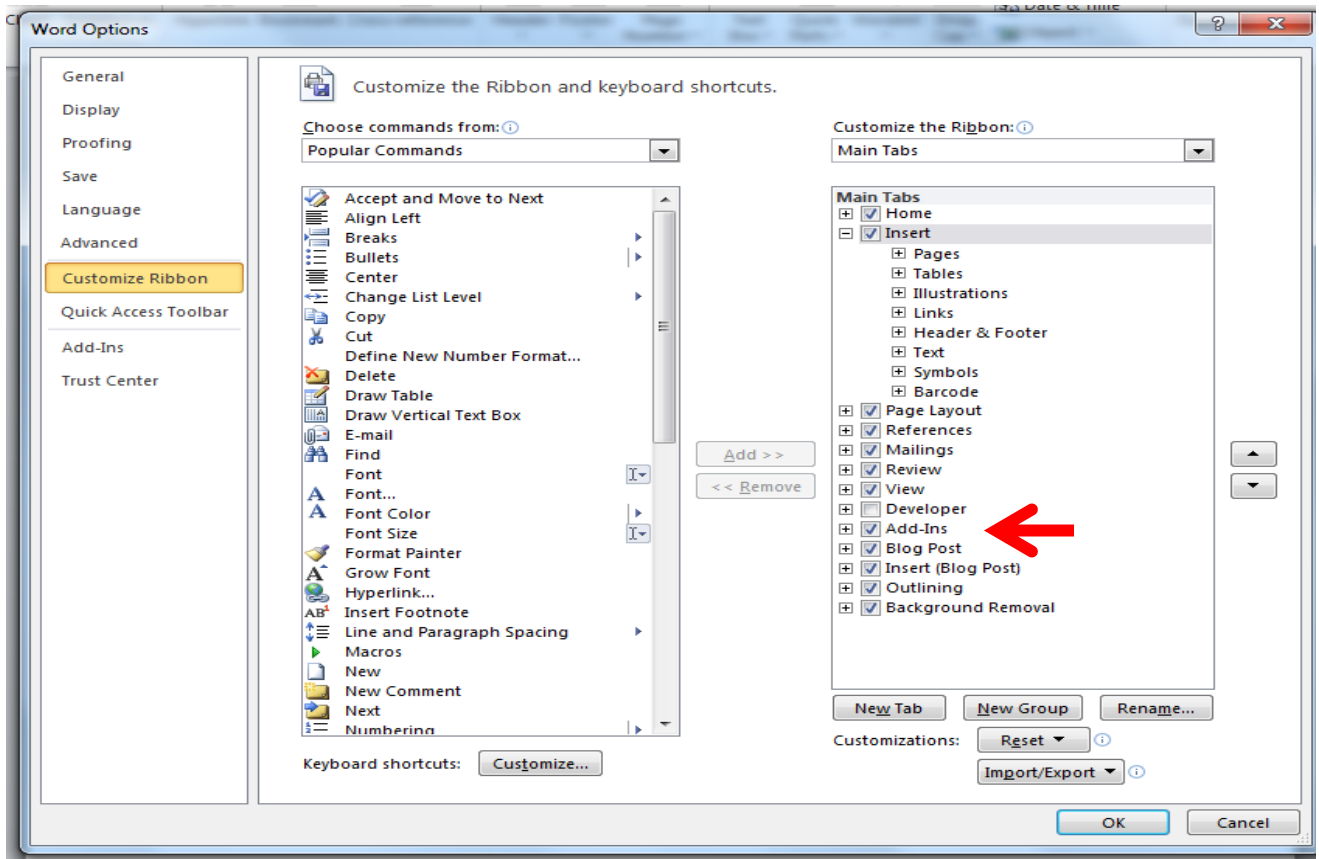 Date & Time
Word Options
General
Display
Proofing
Save
Language
Advanced
Customize Ribbon
Quick Access Toolbar
Add-Ins
Trust Center
Customize the Ribbon and keyboard shortcuts.
Choose commands from:
Popular Commands
Accept and Move to Next
Align Left
Breaks
Bullets
Center
Change List Level
Copy
Cut
Define New Number Format...
Delete
Draw Table
Draw Vertical Text Box
E-mail
Find
Font
Font...
Font Color
Font Size
Format Painter
Grow Font
Hyperlink...
Insert Footnote
Line and Paragraph Spacing
Macros
New
New Comment
Next
Numbering
Keyboard shortcuts: Customize...
Add >>
<< Remove
Customize the Ribbon:
Main Tabs
Main Tabs
Home
Insert
Pages
Tables
Illustrations
Links
Header & Footer
Text
Symbols
Barcode
Page Layout
References
Mailings
Review
View
Developer
Add-Ins
Blog Post
Insert (Blog Post)
Outlining
Background Removal
New Tab New Group Rename...
Customizations: Reset
Import/Export
OK Cancel